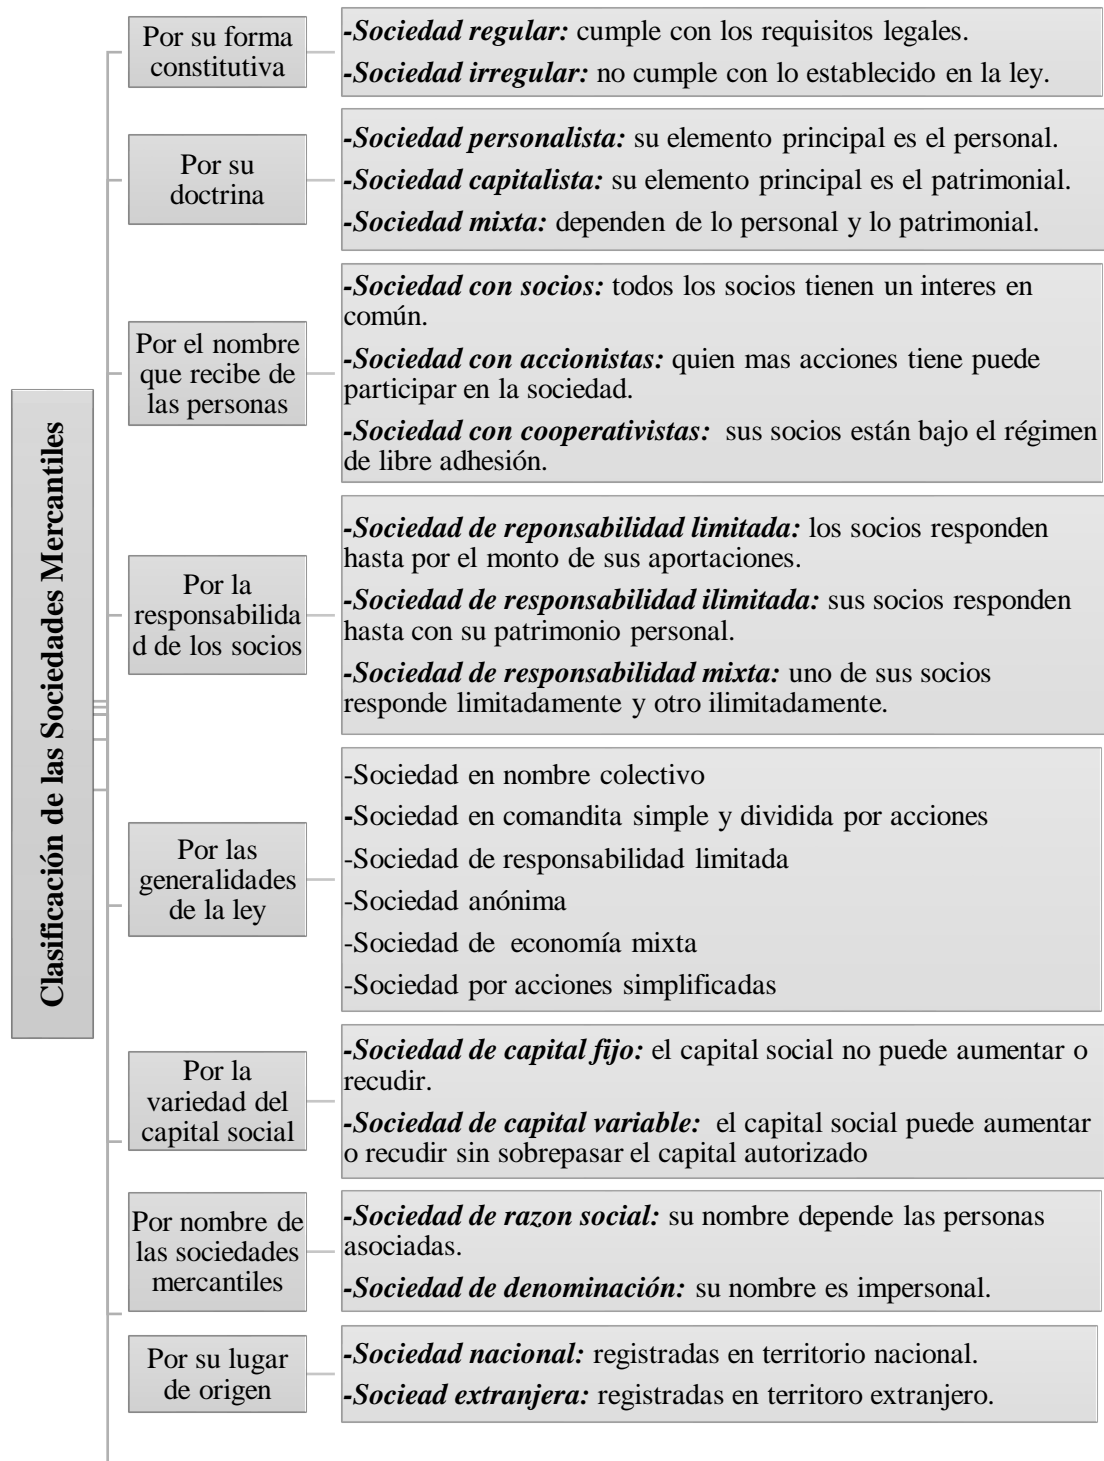 Clasificación de las Sociedades Mercantiles
Por su forma
constitutiva
-Sociedad regular: cumple con los requisitos legales.
-Sociedad irregular: no cumple con lo establecido en la ley.
Por su
doctrina
-Sociedad personalista: su elemento principal es el personal.
-Sociedad capitalista: su elemento principal es el patrimonial.
-Sociedad mixta: dependen de lo personal y lo patrimonial.
Por el nombre
que recibe de
las personas
-Sociedad con socios: todos los socios tienen un interes en
común.
-Sociedad con accionistas: quien mas acciones tiene puede
participar en la sociedad.
-Sociedad con cooperativistas: sus socios están bajo el régimen
de libre adhesión.
Por la
responsabilida
d de los socios
-Sociedad de reponsabilidad limitada: los socios responden
hasta por el monto de sus aportaciones.
-Sociedad de responsabilidad ilimitada: sus socios responden
hasta con su patrimonio personal.
-Sociedad de responsabilidad mixta: uno de sus socios
responde limitadamente y otro ilimitadamente.
Por las
generalidades
de la ley
-Sociedad en nombre colectivo
-Sociedad en comandita simple y dividida por acciones
-Sociedad de responsabilidad limitada
-Sociedad anónima
-Sociedad de economía mixta
-Sociedad por acciones simplificadas
Por la
variedad del
capital social
-Sociedad de capital fijo: el capital social no puede aumentar o
recudir.
-Sociedad de capital variable: el capital social puede aumentar
o recudir sin sobrepasar el capital autorizado
Por nombre de
las sociedades
mercantiles
-Sociedad de razon social: su nombre depende las personas
asociadas.
-Sociedad de denominación: su nombre es impersonal.
Por su lugar
de origen
-Sociedad nacional: registradas en territorio nacional.
-Sociead extranjera: registradas en territoro extranjero.